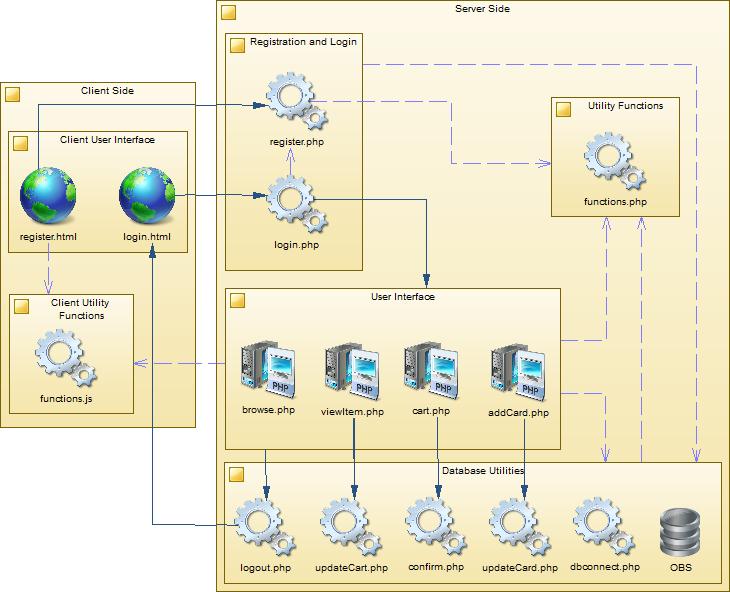 Server Side
Registration and Login
register.php
login.php
Client Side
Client User Interface
register.html
login.html
Client Utility
Functions
functions.js
Utility Functions
functions.php
User Interface
PHP
PHP
PHP
PHP
browse.php
viewItem.php
cart.php
addCard.php
Database Utilities
logout.php
updateCart.php
confirm.php
updateCard.php
dbconnect.php
OBS